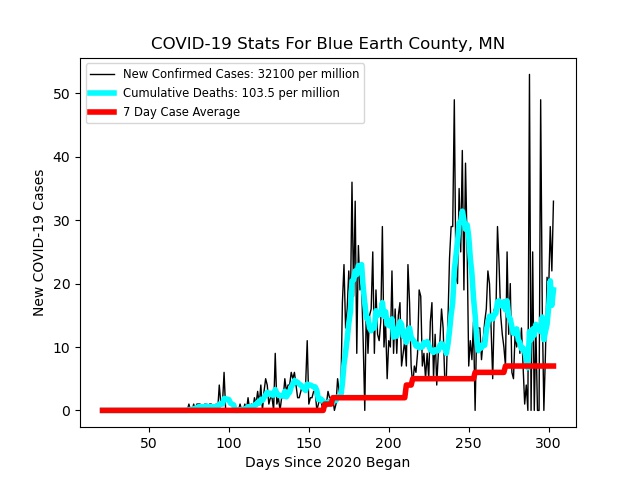 COVID-19 Stats For Blue Earth County, MN
New Confirmed Cases: 32100 per million
Cumulative Deaths: 103.5 per million
7 Day Case Average
50
40
30
20
10
0
New COVID-19 Cases
50 100 150 200 250 300
Days Since 2020 Began